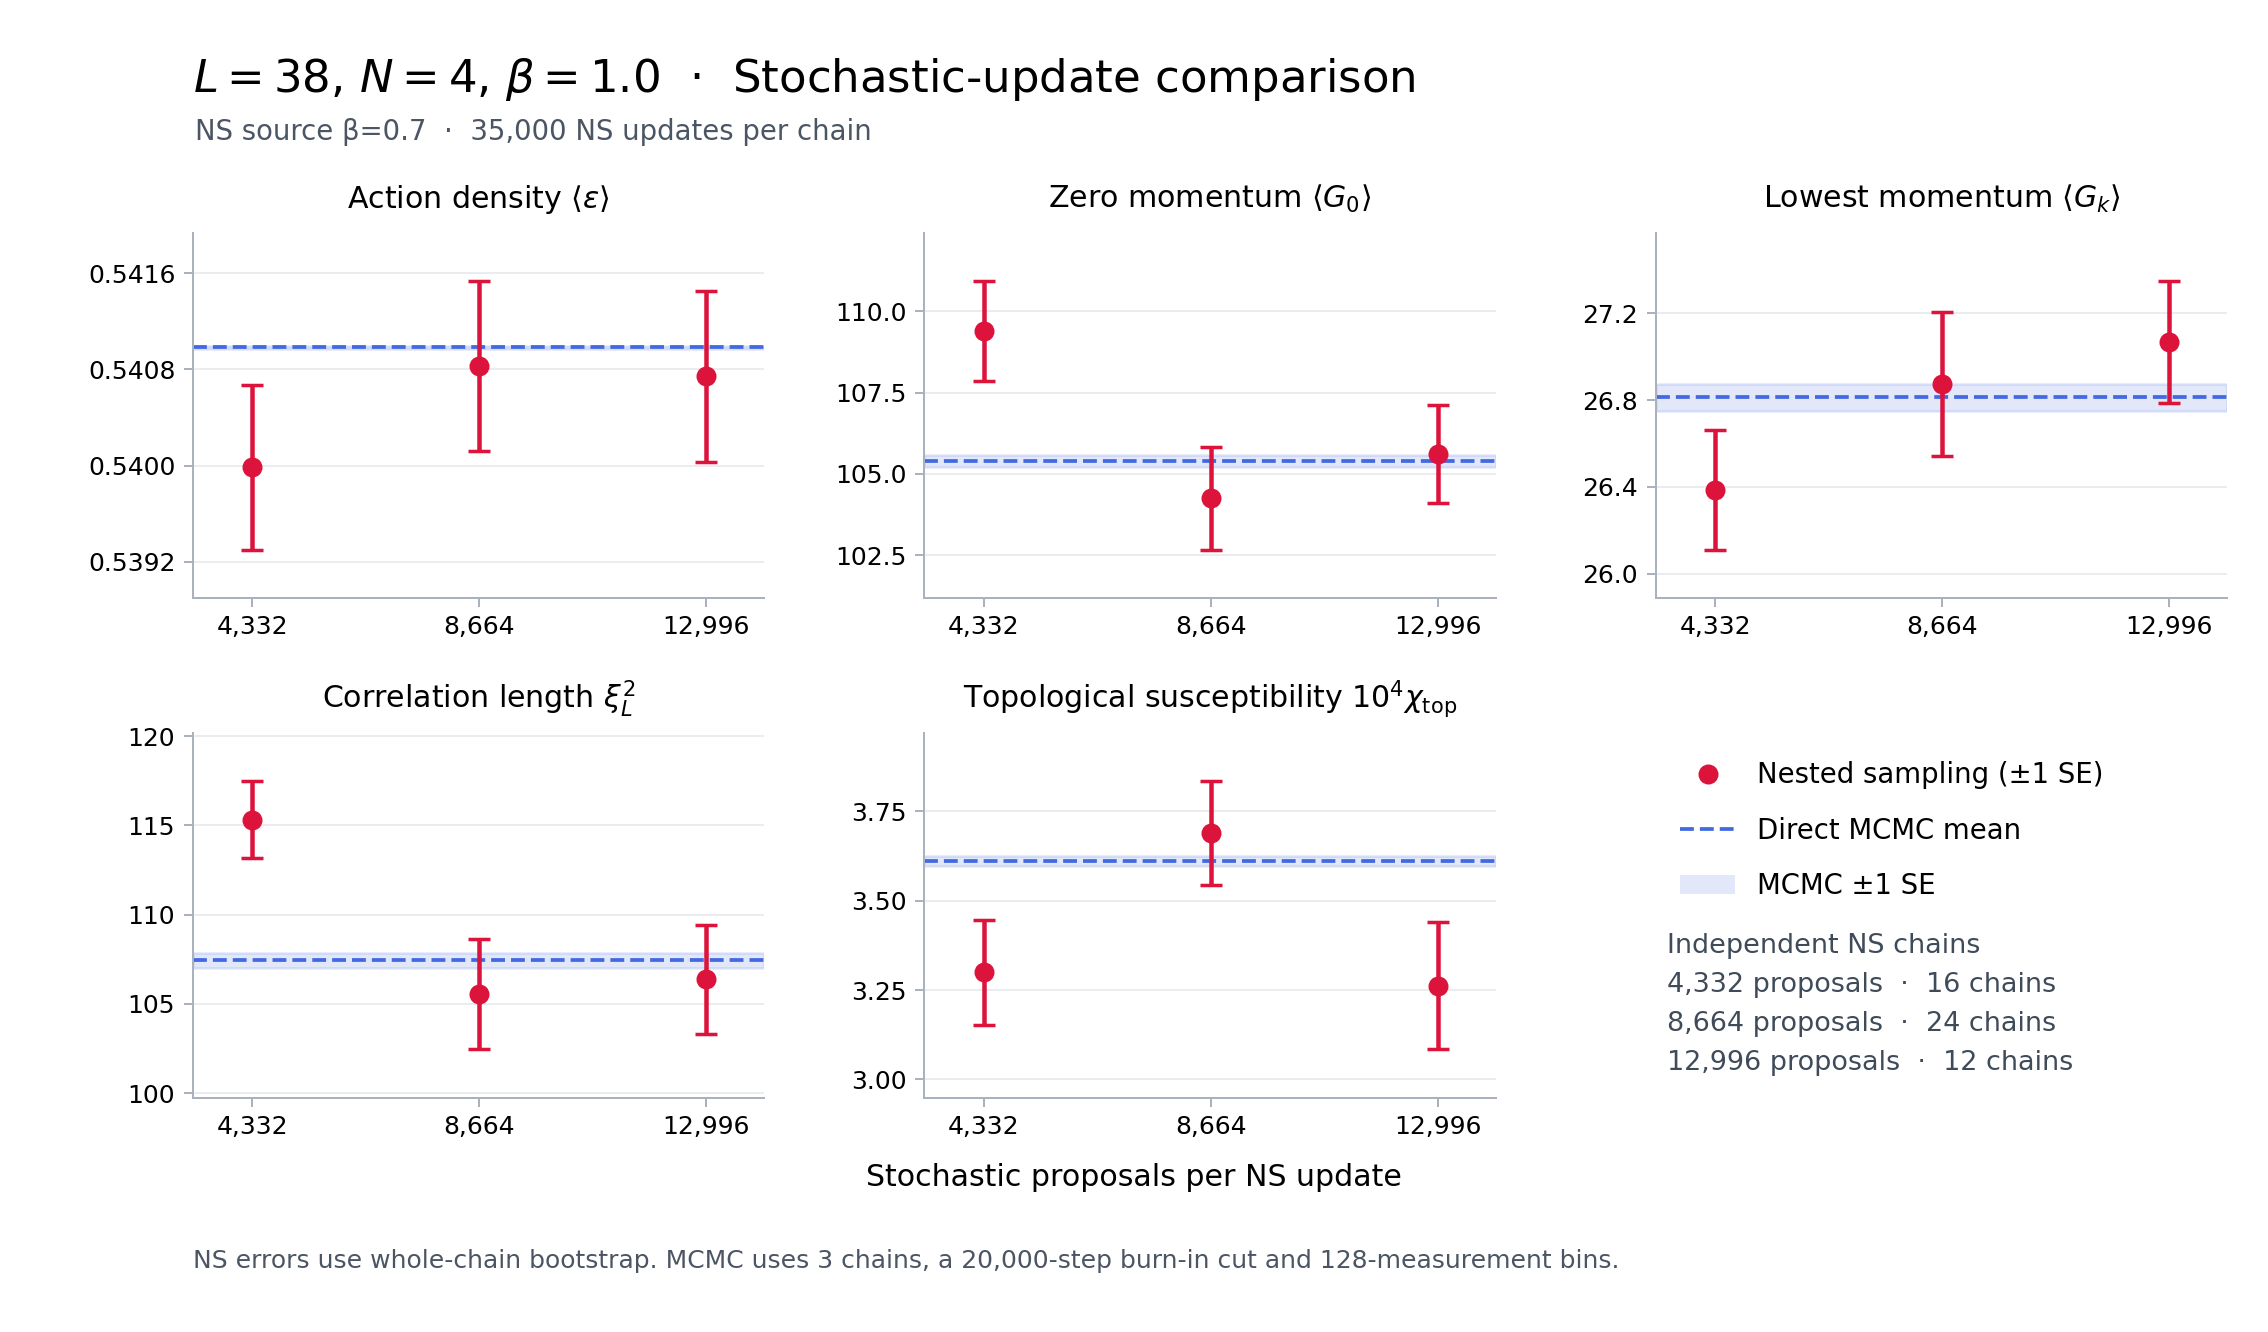 L = 38, N = 4, β = 1.0 · Stochastic-update comparison
NS source β=0.7 · 35,000 NS updates per chain
Action density ⟨ε⟩
0.5416
0.5408
0.5400
0.5392
4,332 8,664 12,996
Zero momentum ⟨G₀⟩
110.0
107.5
105.0
102.5
4,332 8,664 12,996
Lowest momentum ⟨Gₖ⟩
27.2
26.8
26.4
26.0
4,332 8,664 12,996
Correlation length ξ²_L
120
115
110
105
100
4,332 8,664 12,996
Topological susceptibility 10⁴χ_top
3.75
3.50
3.25
3.00
4,332 8,664 12,996
Nested sampling (±1 SE)
Direct MCMC mean
MCMC ±1 SE
Independent NS chains
4,332 proposals · 16 chains
8,664 proposals · 24 chains
12,996 proposals · 12 chains
Stochastic proposals per NS update
NS errors use whole-chain bootstrap. MCMC uses 3 chains, a 20,000-step burn-in cut and 128-measurement bins.